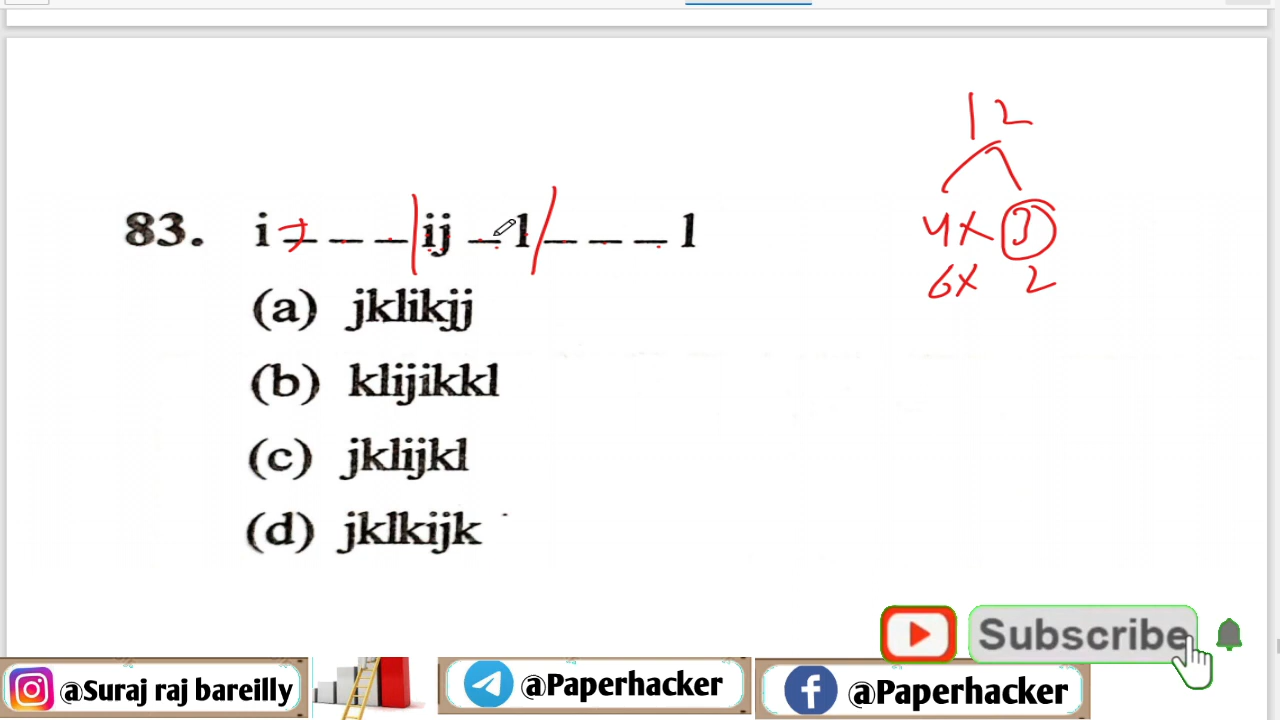 12
83. i _ _ _ ij _ l _ _ _ l
4x 3
6x 2
(a) jklikjj
(b) klijikkl
(c) jklijkl
(d) jklkijk
Subscribe
@Suraj raj bareilly
@Paperhacker
@Paperhacker